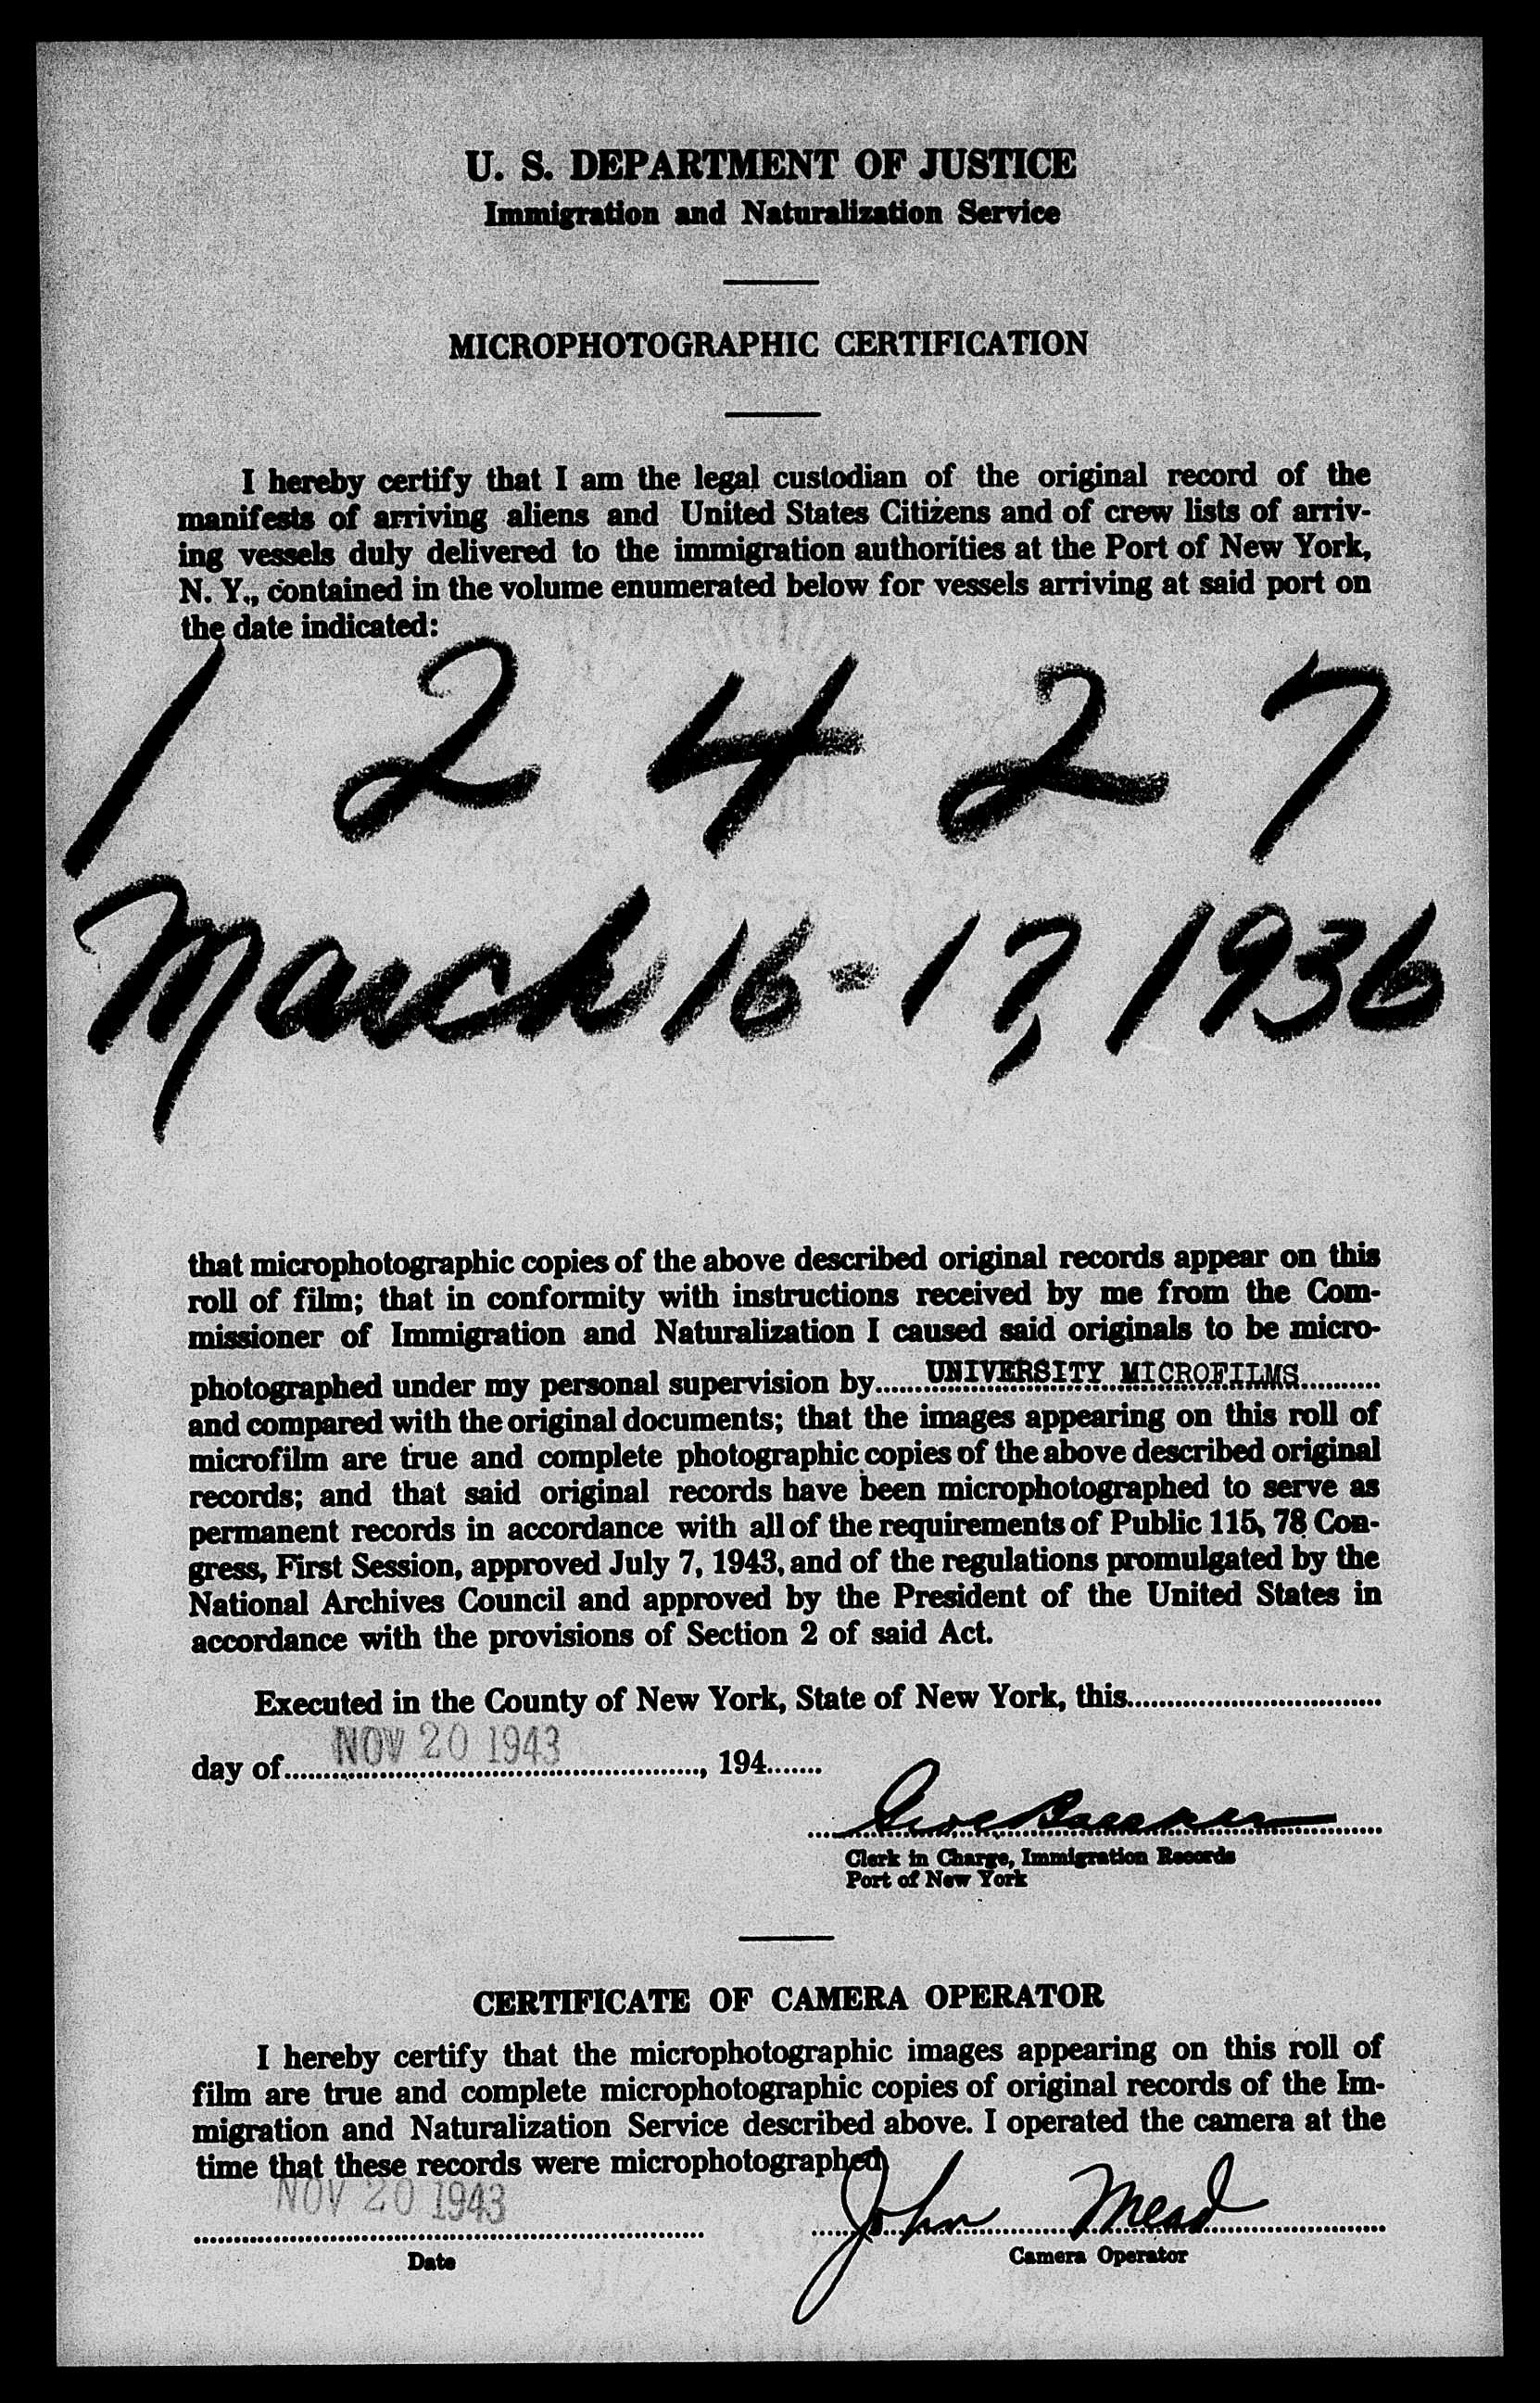 U. S. DEPARTMENT OF JUSTICE
Immigration and Naturalization Service
MICROPHOTOGRAPHIC CERTIFICATION
I hereby certify that I am the legal custodian of the original record of the
manifests of arriving aliens and United States Citizens and of crew lists of arriv-
ing vessels duly delivered to the immigration authorities at the Port of New York,
N. Y., contained in the volume enumerated below for vessels arriving at said port on
the date indicated:
1 2 4 2 7
March 16-17, 1936
that microphotographic copies of the above described original records appear on this
roll of film; that in conformity with instructions received by me from the Com-
missioner of Immigration and Naturalization I caused said originals to be micro-
photographed under my personal supervision by UNIVERSITY MICROFILMS
and compared with the original documents; that the images appearing on this roll of
microfilm are true and complete photographic copies of the above described original
records; and that said original records have been microphotographed to serve as
permanent records in accordance with all of the requirements of Public 115, 78 Con-
gress, First Session, approved July 7, 1943, and of the regulations promulgated by the
National Archives Council and approved by the President of the United States in
accordance with the provisions of Section 2 of said Act.
Executed in the County of New York, State of New York, this
day of NOV 20 1943, 194
Clerk in Charge, Immigration Records
Port of New York
CERTIFICATE OF CAMERA OPERATOR
I hereby certify that the microphotographic images appearing on this roll of
film are true and complete microphotographic copies of original records of the Im-
migration and Naturalization Service described above. I operated the camera at the
time that these records were microphotographed
NOV 20 1943 John Mead
Date Camera Operator